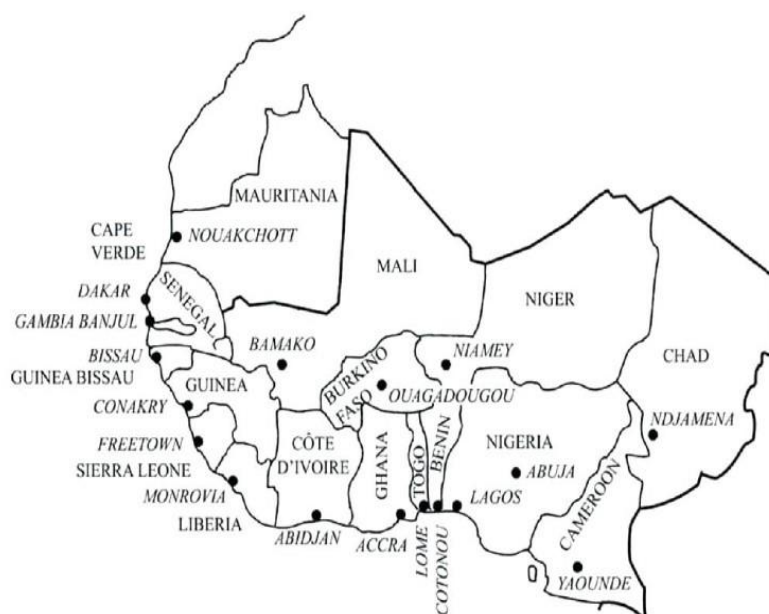 MAURITANIA
CAPE
VERDE
NOUAKCHOTT
MALI
NIGER
DAKAR
SENEGAL
GAMBIA BANJUL
BISSAU
GUINEA BISSAU
BAMAKO
NIAMEY
CHAD
GUINEA
BURKINO
FASO
OUAGADOUGOU
CONAKRY
NDJAMENA
FREETOWN
SIERRA LEONE
CÔTE
D'IVOIRE
GHANA
TOGO
BENIN
NIGERIA
ABUJA
MONROVIA
LIBERIA
LAGOS
CAMEROON
ABIDJAN
ACCRA
LOME
COTONOU
YAOUNDE